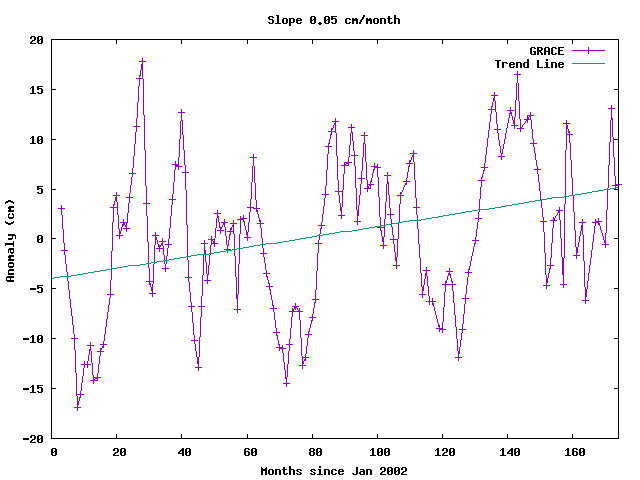 Slope 0.05 cm/month
GRACE
Trend Line
20
15
10
5
0
-5
-10
-15
-20
Anomaly (cm)
0 20 40 60 80 100 120 140 160
Months since Jan 2002